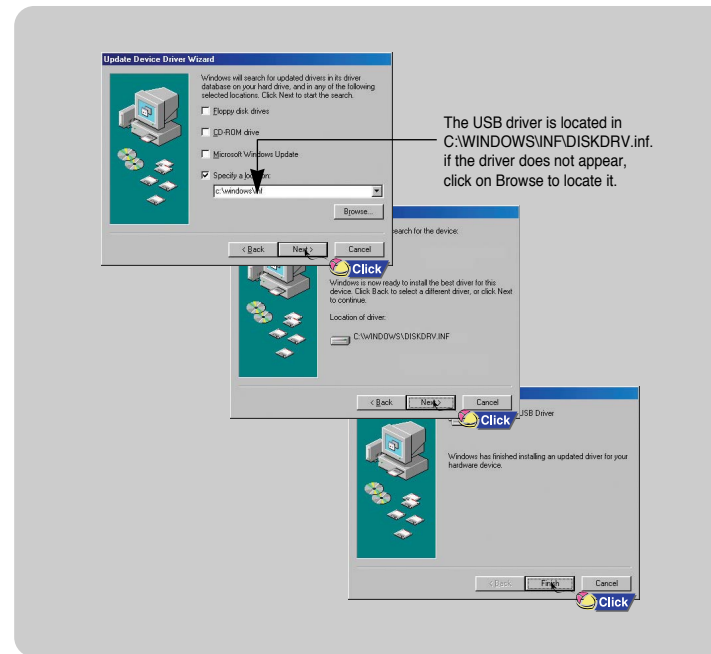 Update Device Driver Wizard
Windows will search for updated drivers in its driver
database on your hard drive, and in any of the following
selected locations. Click Next to start the search.
Floppy disk drives
CD-ROM drive
Microsoft Windows Update
Specify a location:
c:\windows\inf
Browse...
< Back
Next >
Cancel
Click
The USB driver is located in
C:\WINDOWS\INF\DISKDRV.inf.
if the driver does not appear,
click on Browse to locate it.
search for the device:
Windows is now ready to install the best driver for this
device. Click Back to select a different driver, or click Next
to continue.
Location of driver:
C:\WINDOWS\DISKDRV.INF
< Back
Next >
Cancel
Click
USB Driver
Windows has finished installing an updated driver for your
hardware device.
< Back
Finish
Cancel
Click